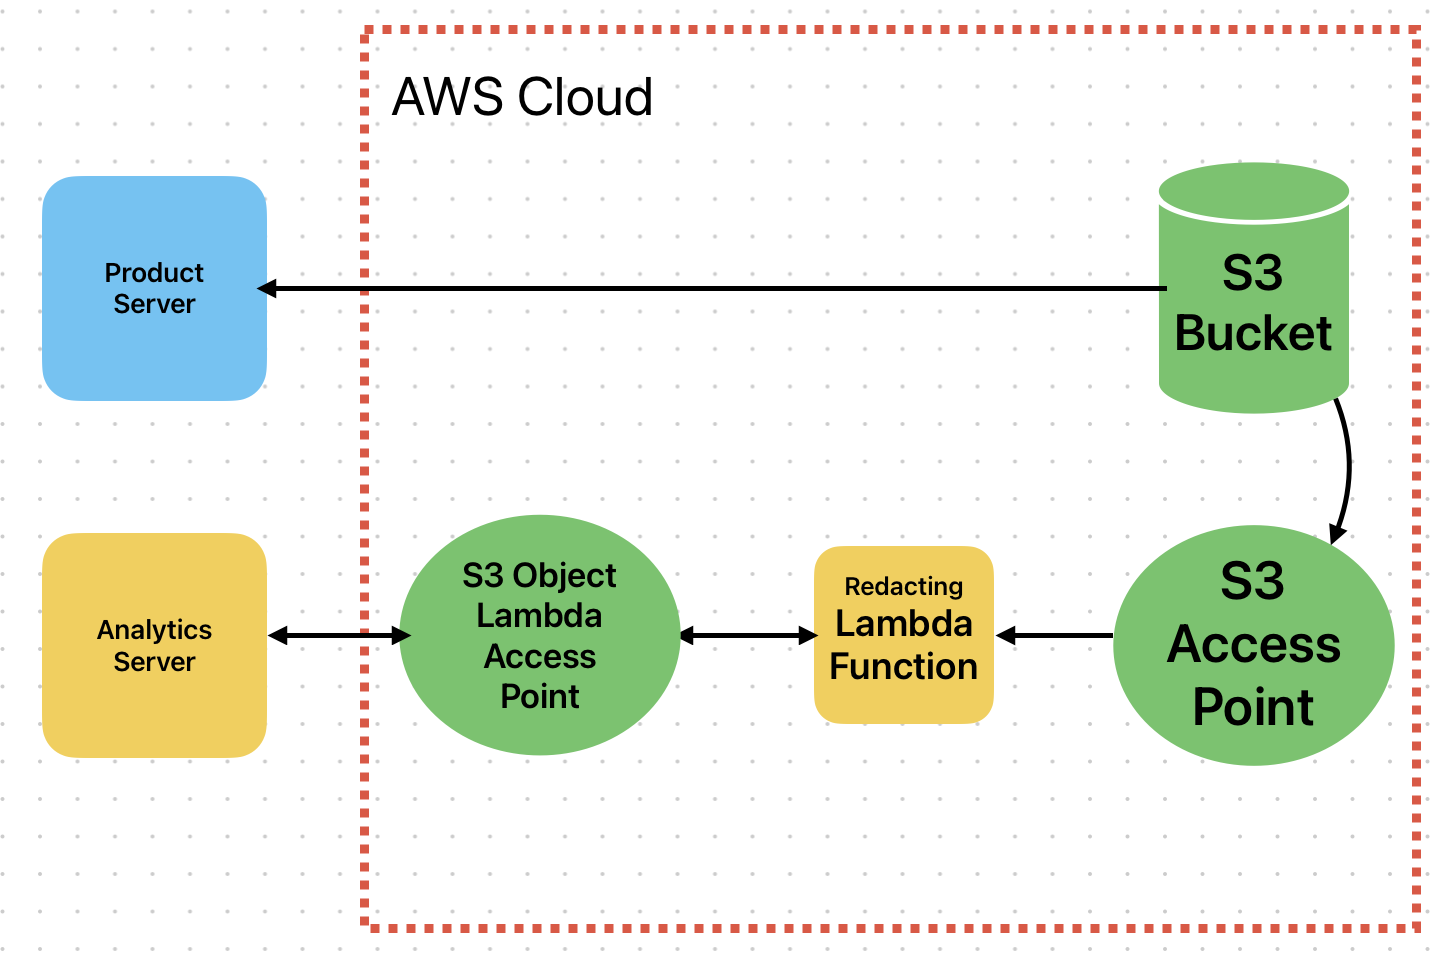 AWS Cloud
Product
Server
S3
Bucket
Analytics
Server
S3 Object
Lambda
Access
Point
Redacting
Lambda
Function
S3
Access
Point